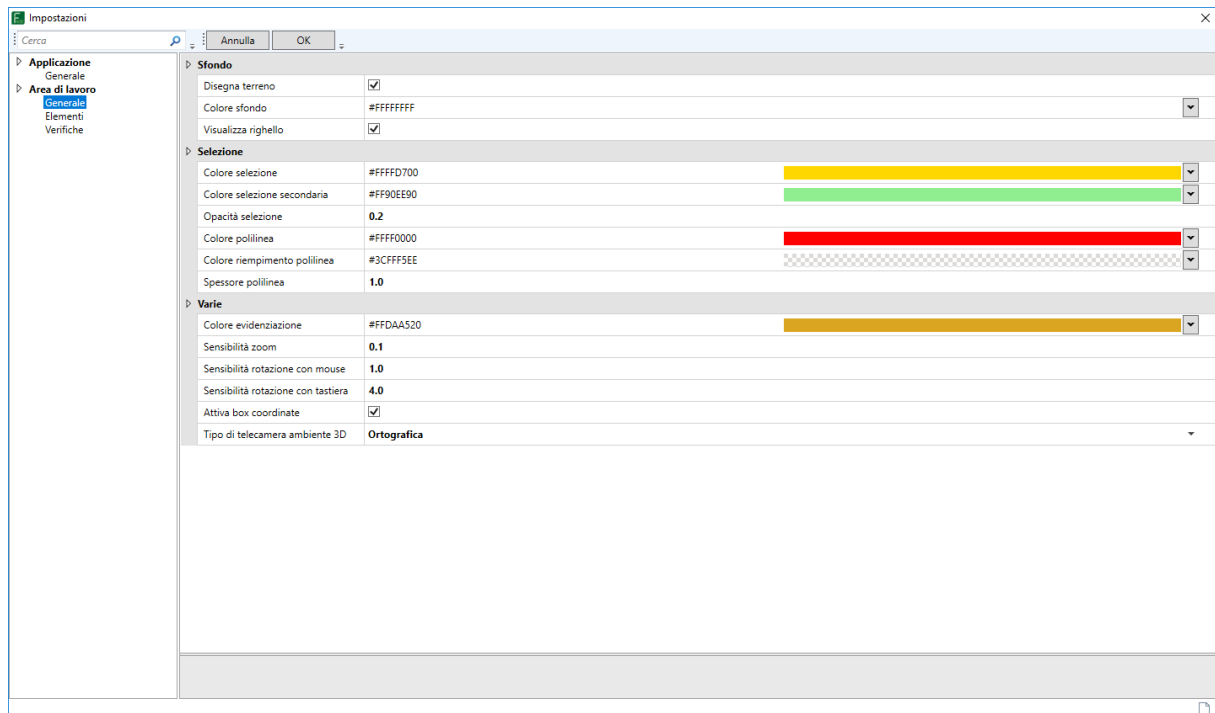 Impostazioni
Cerca
Annulla
OK
Applicazione
Generale
Area di lavoro
Generale
Elementi
Verifiche
Sfondo
Disegna terreno
Colore sfondo #FFFFFFFF
Visualizza righello
Selezione
Colore selezione #FFFFD700
Colore selezione secondaria #FF90EE90
Opacità selezione 0.2
Colore polilinea #FFFF0000
Colore riempimento polilinea #3CFFF5EE
Spessore polilinea 1.0
Varie
Colore evidenziazione #FFDAA520
Sensibilità zoom 0.1
Sensibilità rotazione con mouse 1.0
Sensibilità rotazione con tastiera 4.0
Attiva box coordinate
Tipo di telecamera ambiente 3D Ortografica